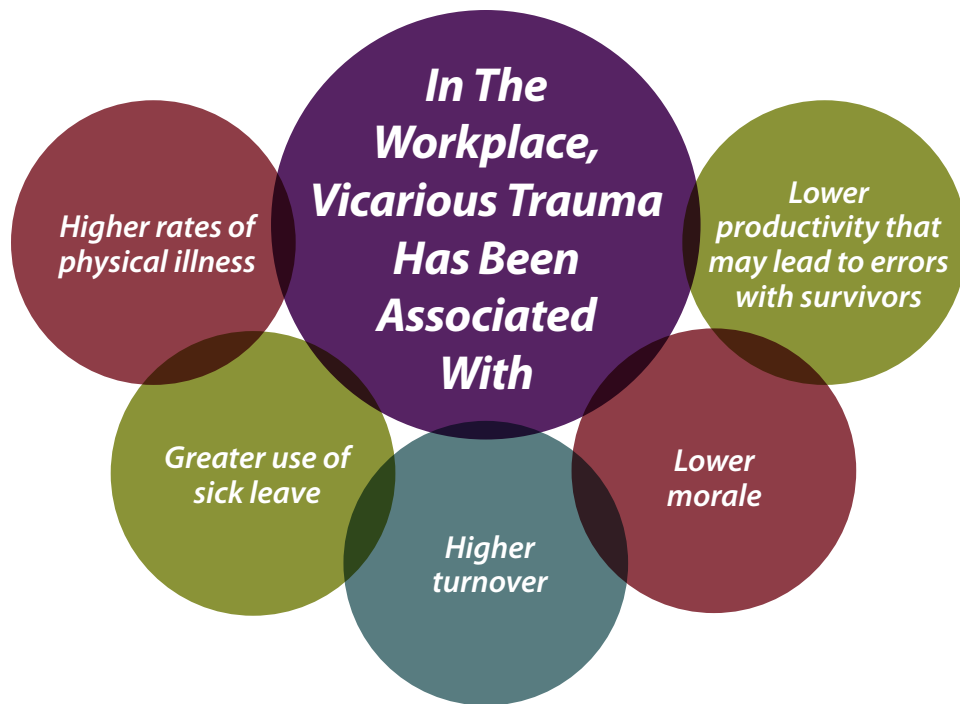 In The
Workplace,
Vicarious Trauma
Has Been
Associated
With
Higher rates of
physical illness
Greater use of
sick leave
Higher
turnover
Lower
morale
Lower
productivity that
may lead to errors
with survivors